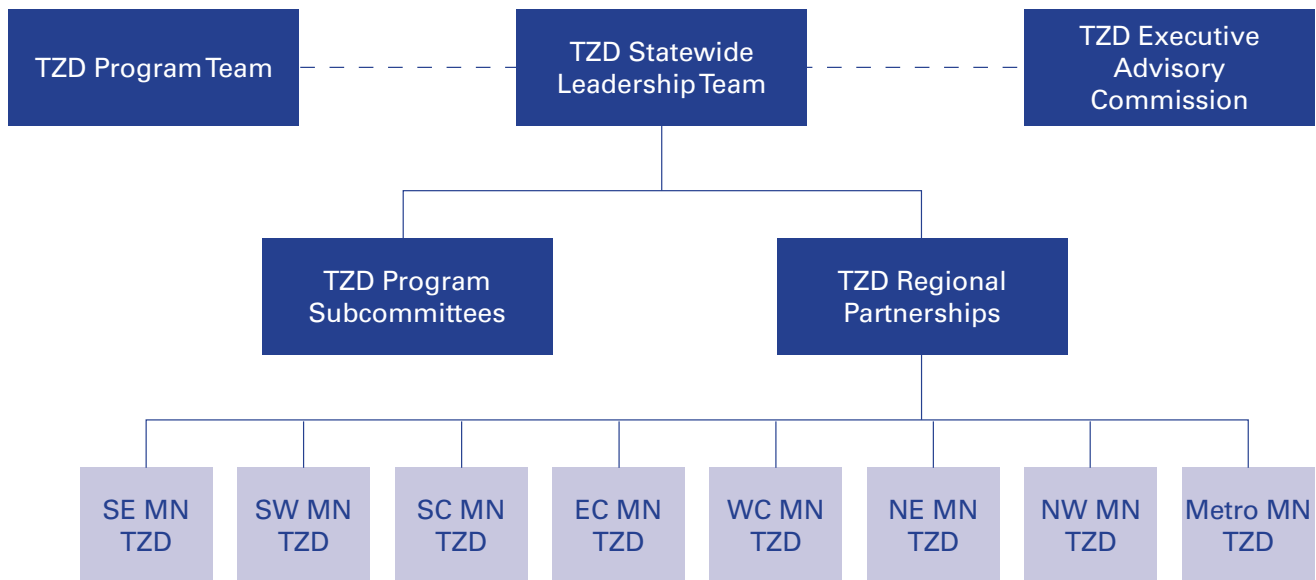 TZD Program Team
TZD Statewide
Leadership Team
TZD Executive
Advisory
Commission
TZD Program
Subcommittees
TZD Regional
Partnerships
SE MN
TZD
SW MN
TZD
SC MN
TZD
EC MN
TZD
WC MN
TZD
NE MN
TZD
NW MN
TZD
Metro MN
TZD